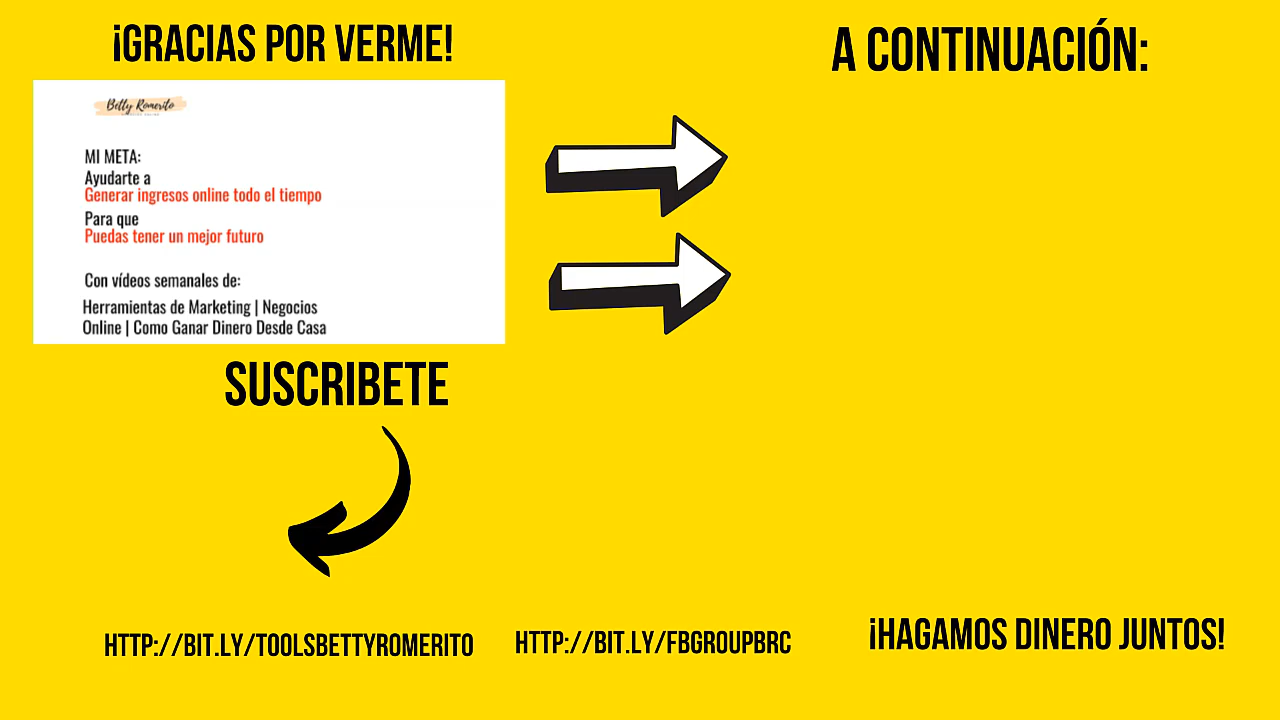 ¡GRACIAS POR VERME!
A CONTINUACIÓN:
Betty Romerito
MI META:
Ayudarte a
Generar ingresos online todo el tiempo
Para que
Puedas tener un mejor futuro
Con vídeos semanales de:
Herramientas de Marketing | Negocios
Online | Como Ganar Dinero Desde Casa
SUSCRIBETE
HTTP://BIT.LY/TOOLSBETTYROMERITO
HTTP://BIT.LY/FBGROUPBRC
¡HAGAMOS DINERO JUNTOS!